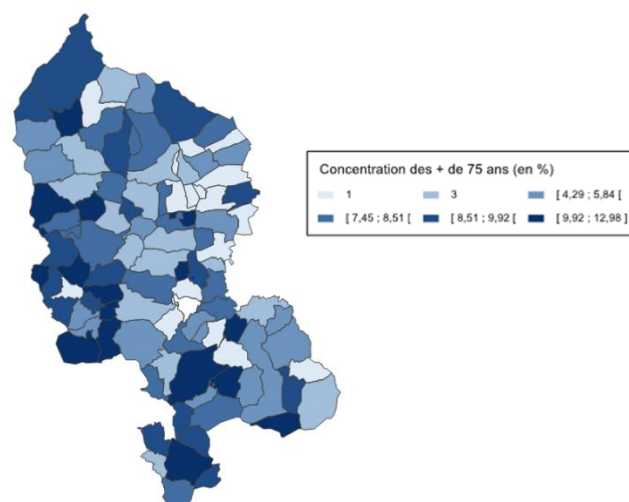 Concentration des + de 75 ans (en %)
1 3 [ 4,29 ; 5,84 [
[ 7,45 ; 8,51 [ [ 8,51 ; 9,92 [ [ 9,92 ; 12,98 ]